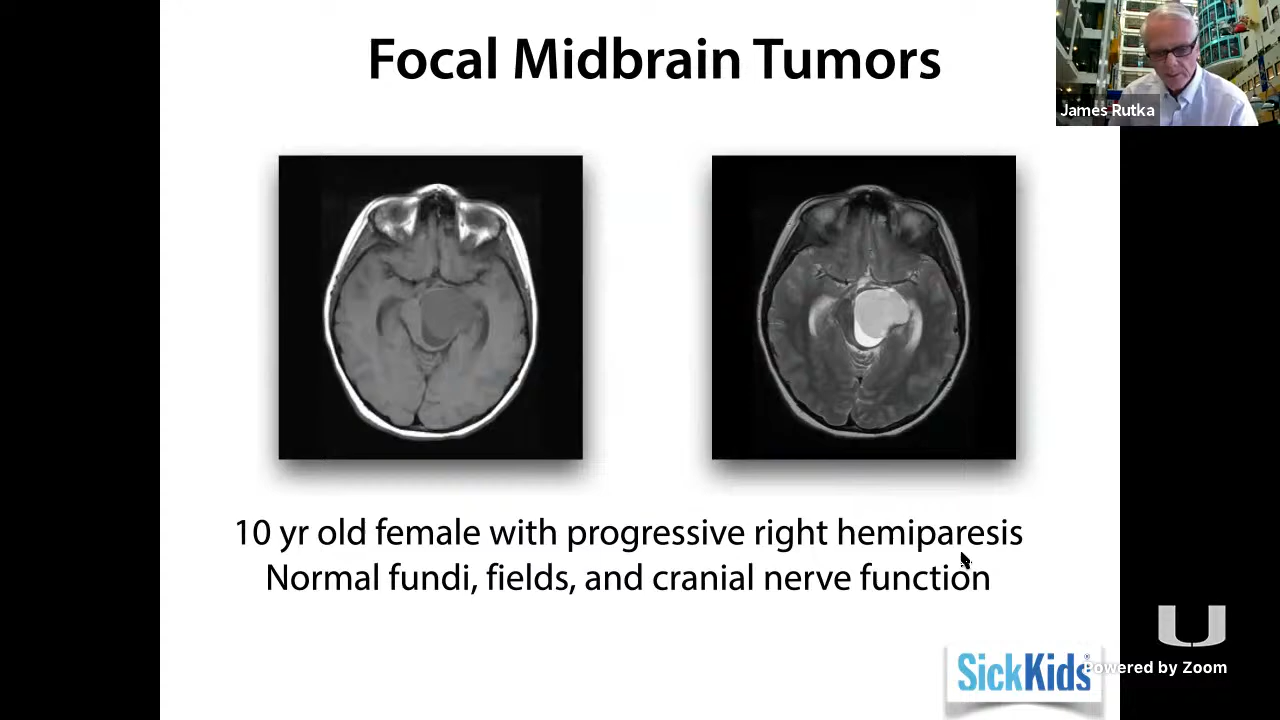 Focal Midbrain Tumors
James Rutka
10 yr old female with progressive right hemiparesis
Normal fundi, fields, and cranial nerve function
U
SickKids®
Powered by Zoom